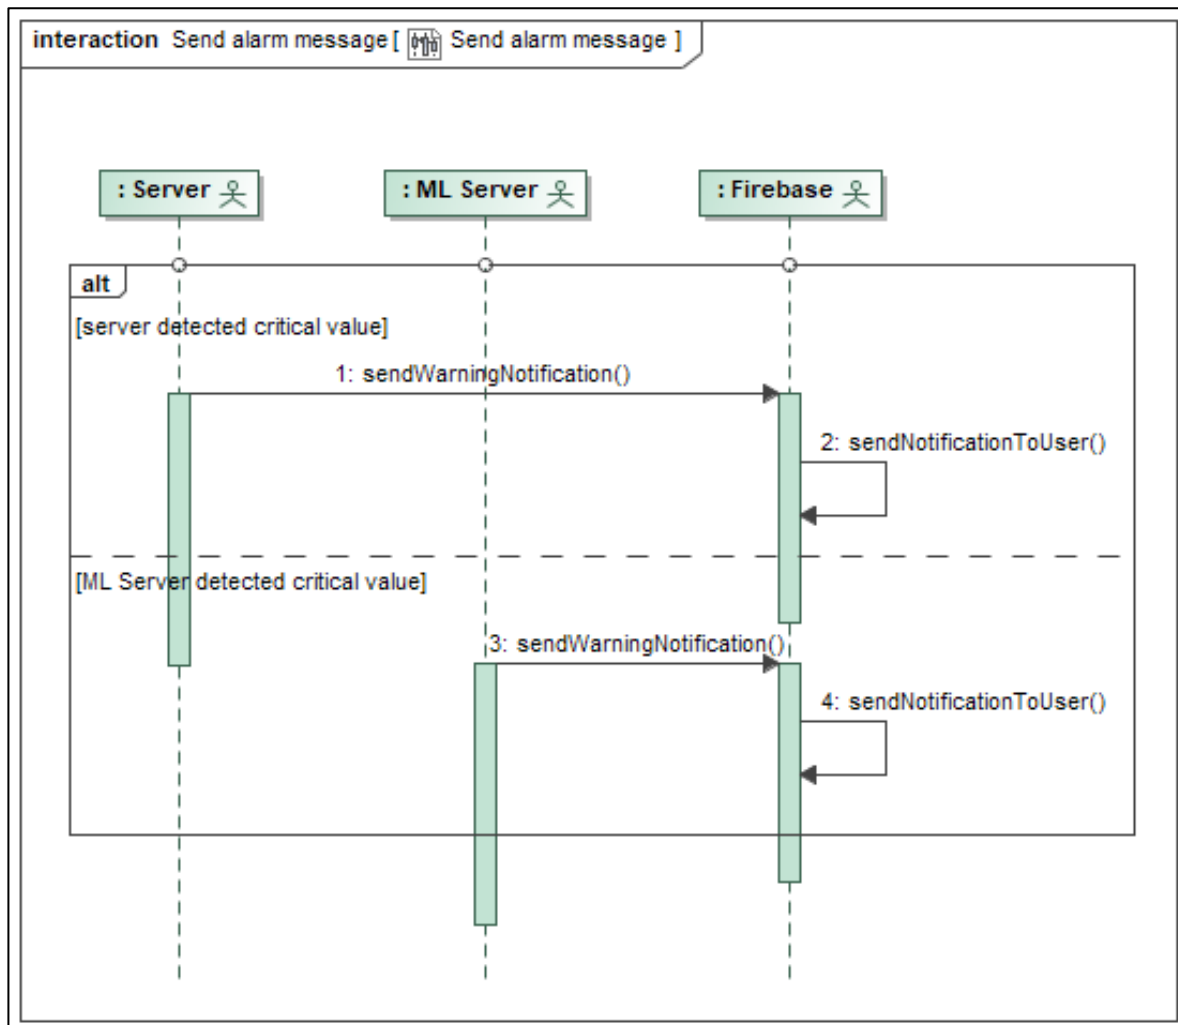 interaction Send alarm message [ Send alarm message ]
: Server
: ML Server
: Firebase
alt
[server detected critical value]
1: sendWarningNotification()
2: sendNotificationToUser()
[ML Server detected critical value]
3: sendWarningNotification()
4: sendNotificationToUser()